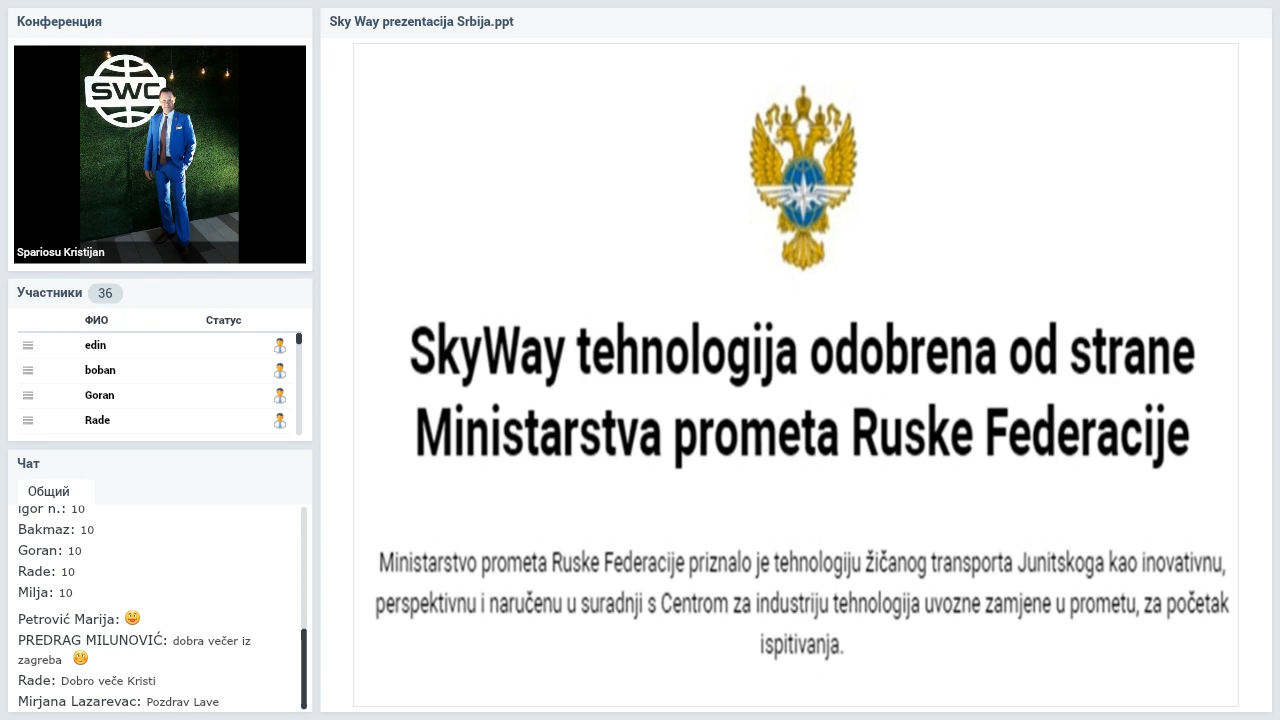 Конференция
SWC
Spariosu Kristijan
Участники 36
ФИО Статус
edin
boban
Goran
Rade
Чат
Общий
igor n.: 10
Bakmaz: 10
Goran: 10
Rade: 10
Milja: 10
Petrović Marija:
PREDRAG MILUNOVIĆ: dobra večer iz
zagreba
Rade: Dobro veče Kristi
Mirjana Lazarevac: Pozdrav Lave
Sky Way prezentacija Srbija.ppt
SkyWay tehnologija odobrena od strane
Ministarstva prometa Ruske Federacije
Ministarstvo prometa Ruske Federacije priznalo je tehnologiju žičanog transporta Junitskoga kao inovativnu,
perspektivnu i naručenu u suradnji s Centrom za industriju tehnologija uvozne zamjene u prometu, za početak
ispitivanja.